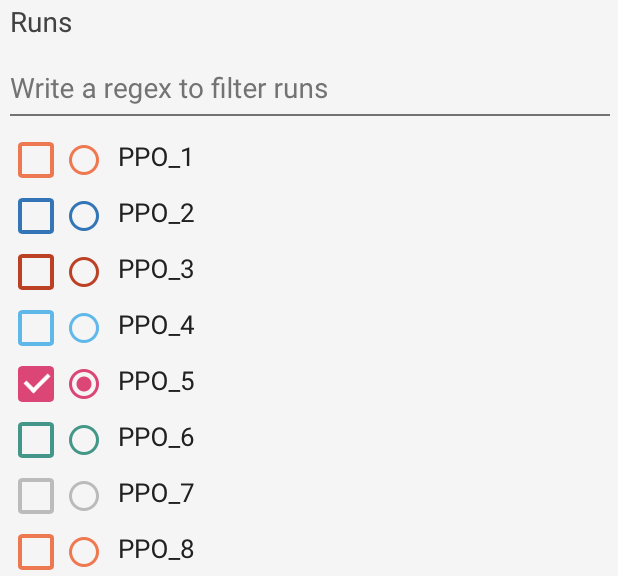 Runs
Write a regex to filter runs
PPO_1
PPO_2
PPO_3
PPO_4
PPO_5
PPO_6
PPO_7
PPO_8